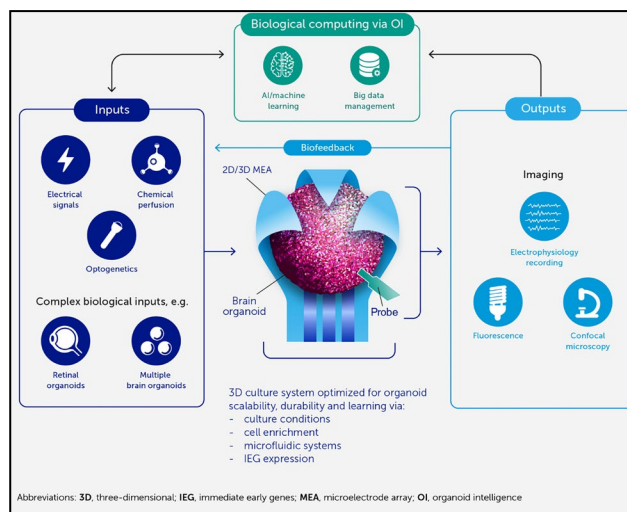 Biological computing via OI
AI/machine
learning
Big data
management
Inputs
Electrical
signals
Chemical
perfusion
Optogenetics
Complex biological inputs, e.g.
Retinal
organoids
Multiple
brain organoids
Biofeedback
2D/3D MEA
Brain
organoid
Probe
3D culture system optimized for organoid
scalability, durability and learning via:
- culture conditions
- cell enrichment
- microfluidic systems
- IEG expression
Outputs
Imaging
Electrophysiology
recording
Fluorescence
Confocal
microscopy
Abbreviations: 3D, three-dimensional; IEG, immediate early genes; MEA, microelectrode array; OI, organoid intelligence